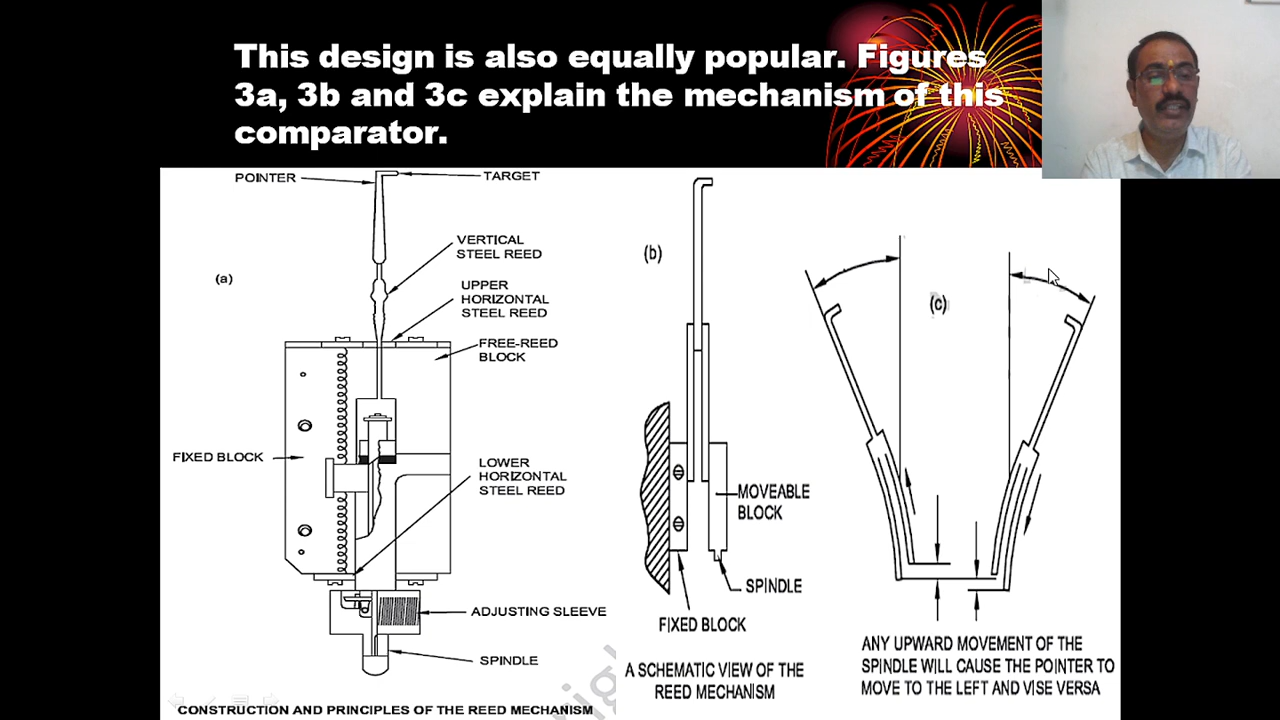 This design is also equally popular. Figures
3a, 3b and 3c explain the mechanism of this
comparator.
POINTER
TARGET
VERTICAL
STEEL REED
(a)
UPPER
HORIZONTAL
STEEL REED
FREE-REED
BLOCK
FIXED BLOCK
LOWER
HORIZONTAL
STEEL REED
ADJUSTING SLEEVE
SPINDLE
CONSTRUCTION AND PRINCIPLES OF THE REED MECHANISM
(b)
MOVEABLE
BLOCK
SPINDLE
FIXED BLOCK
A SCHEMATIC VIEW OF THE
REED MECHANISM
(c)
ANY UPWARD MOVEMENT OF THE
SPINDLE WILL CAUSE THE POINTER TO
MOVE TO THE LEFT AND VISE VERSA